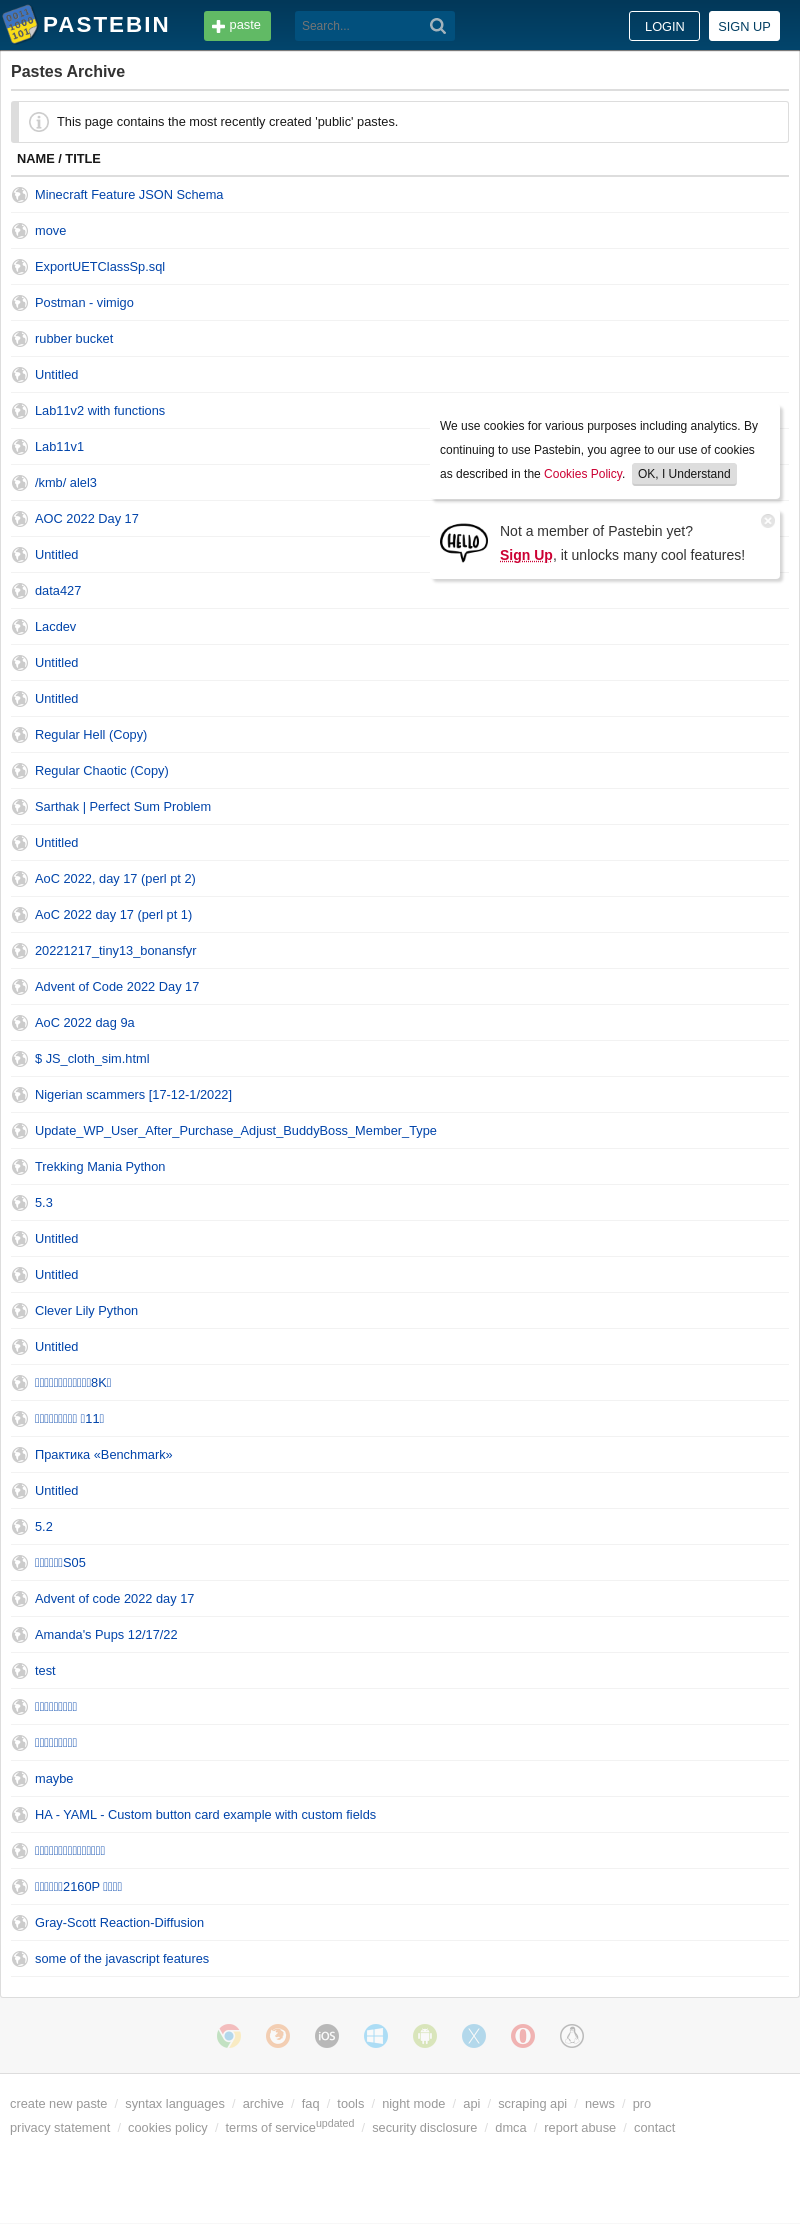 PASTEBIN
paste
Search...
LOGIN
SIGN UP
Pastes Archive
This page contains the most recently created 'public' pastes.
NAME / TITLE
Minecraft Feature JSON Schema
move
ExportUETClassSp.sql
Postman - vimigo
rubber bucket
Untitled
Lab11v2 with functions
Lab11v1
/kmb/ alel3
AOC 2022 Day 17
Untitled
We use cookies for various purposes including analytics. By
continuing to use Pastebin, you agree to our use of cookies
as described in the Cookies Policy. OK, I Understand
HELLO
Not a member of Pastebin yet?
Sign Up, it unlocks many cool features!
data427
Lacdev
Untitled
Untitled
Regular Hell (Copy)
Regular Chaotic (Copy)
Sarthak | Perfect Sum Problem
Untitled
AoC 2022, day 17 (perl pt 2)
AoC 2022 day 17 (perl pt 1)
20221217_tiny13_bonansfyr
Advent of Code 2022 Day 17
AoC 2022 dag 9a
$ JS_cloth_sim.html
Nigerian scammers [17-12-1/2022]
Update_WP_User_After_Purchase_Adjust_BuddyBoss_Member_Type
Trekking Mania Python
5.3
Untitled
Untitled
Clever Lily Python
Untitled
8K
11
Практика «Benchmark»
Untitled
5.2
S05
Advent of code 2022 day 17
Amanda's Pups 12/17/22
test
maybe
HA - YAML - Custom button card example with custom fields
2160P
Gray-Scott Reaction-Diffusion
some of the javascript features
iOS
create new paste / syntax languages / archive / faq / tools / night mode / api / scraping api / news / pro
privacy statement / cookies policy / terms of service updated / security disclosure / dmca / report abuse / contact